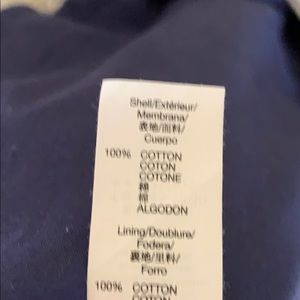 Shell/Extérieur/
Membrana/
表地/面料/
Cuerpo
100% COTTON
COTON
COTONE
綿
棉
ALGODON
Lining/Doublure/
Fodera/
裏地/里料/
Forro
100% COTTON
COTON